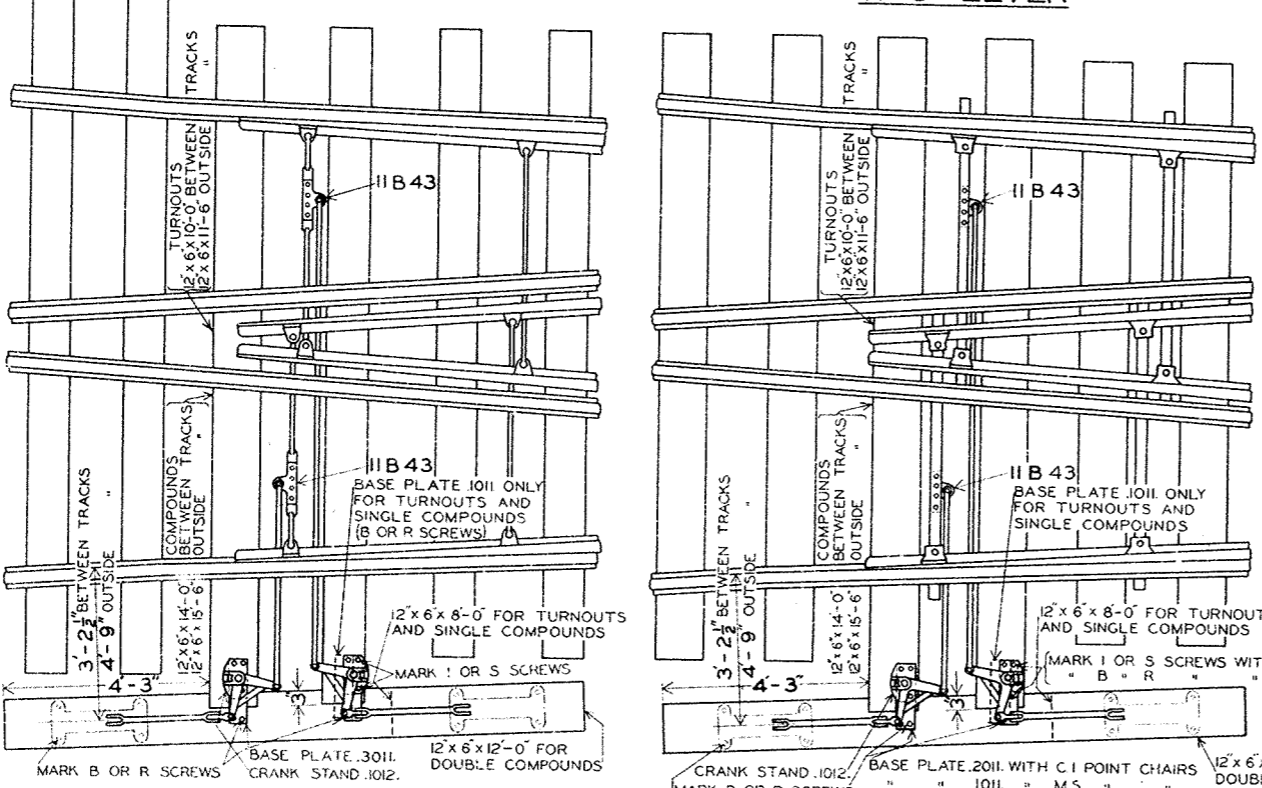 LEVER
TURNOUTS
12"x 6"x10'-0" BETWEEN TRACKS
12"x 6"x11'-6" OUTSIDE "
11 B 43
COMPOUNDS
12"x 6"x 14'-0" BETWEEN TRACKS
12"x 6"x 15'-6" OUTSIDE "
3'-2½" BETWEEN TRACKS
4'-9" OUTSIDE "
11 B 43
BASE PLATE .1011 ONLY
FOR TURNOUTS AND
SINGLE COMPOUNDS
(B OR R SCREWS)
12"x 6"x 8'-0" FOR TURNOUTS
AND SINGLE COMPOUNDS
MARK I OR S SCREWS
4'-3"
3"
MARK B OR R SCREWS
BASE PLATE .3011.
CRANK STAND .1012.
12"x 6"x 12'-0" FOR
DOUBLE COMPOUNDS
TURNOUTS
12"x 6"x10'-0" BETWEEN TRACKS
12"x 6"x11'-6" OUTSIDE "
11 B 43
COMPOUNDS
12"x 6"x 14'-0" BETWEEN TRACKS
12"x 6"x 15'-6" OUTSIDE "
3'-2½" BETWEEN TRACKS
4'-9" OUTSIDE "
11 B 43
BASE PLATE .1011. ONLY
FOR TURNOUTS AND
SINGLE COMPOUNDS
12"x 6"x 8'-0" FOR TURNOUT
AND SINGLE COMPOUNDS
MARK I OR S SCREWS WIT
" B " R " "
4'-3"
3"
CRANK STAND .1012.
BASE PLATE .2011. WITH C I POINT CHAIRS
" " 1011. " M.S. " "
12"x 6"x
DOUBL